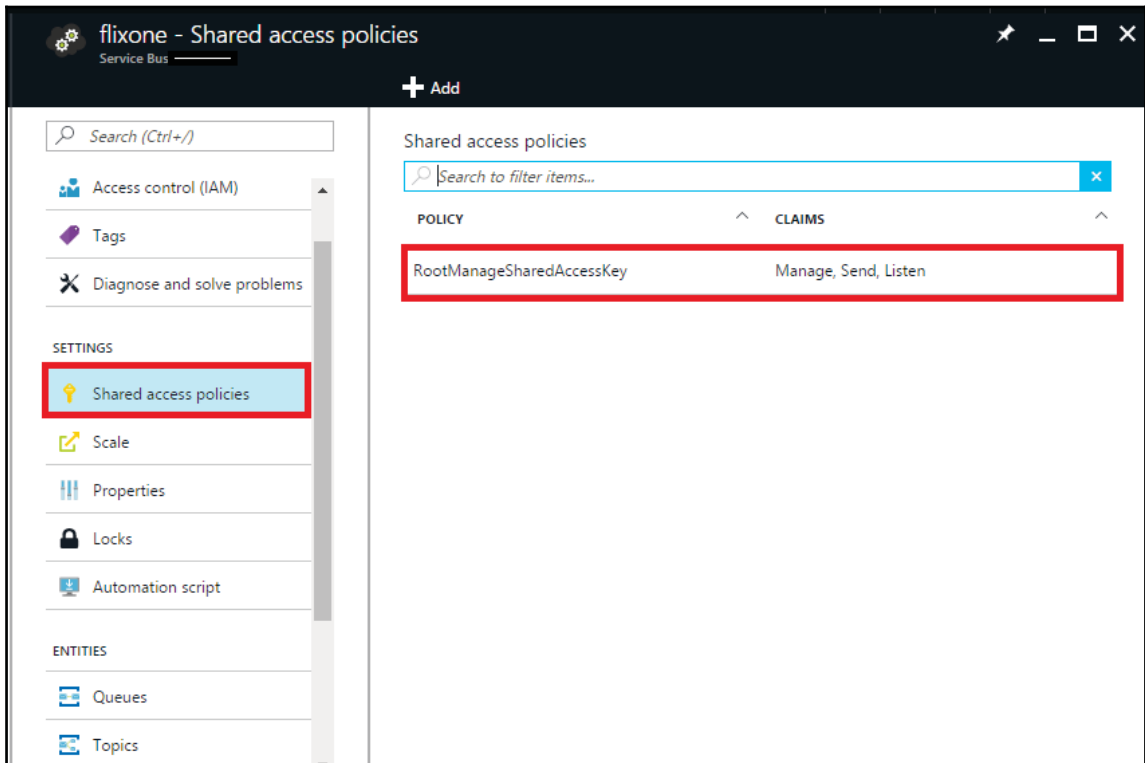 flixone - Shared access policies
Service Bus
Add
Search (Ctrl+/)
Access control (IAM)
Tags
Diagnose and solve problems
SETTINGS
Shared access policies
Scale
Properties
Locks
Automation script
ENTITIES
Queues
Topics
Shared access policies
Search to filter items...
POLICY CLAIMS
RootManageSharedAccessKey Manage, Send, Listen